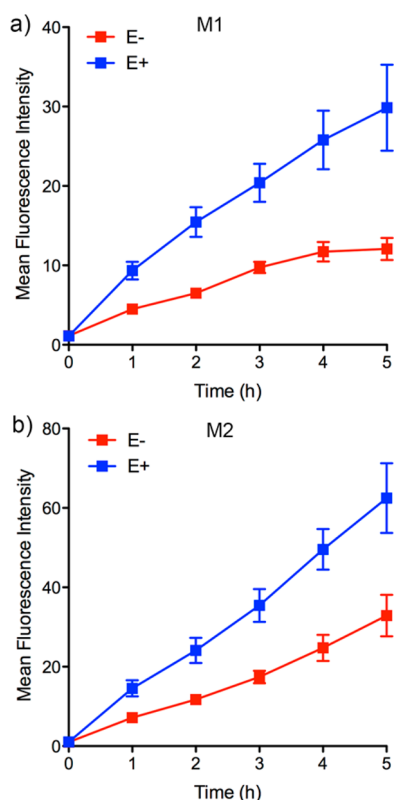 a)
M1
E-
E+
Mean Fluorescence Intensity
40
30
20
10
0
0 1 2 3 4 5
Time (h)
b)
M2
E-
E+
Mean Fluorescence Intensity
80
60
40
20
0
0 1 2 3 4 5
Time (h)